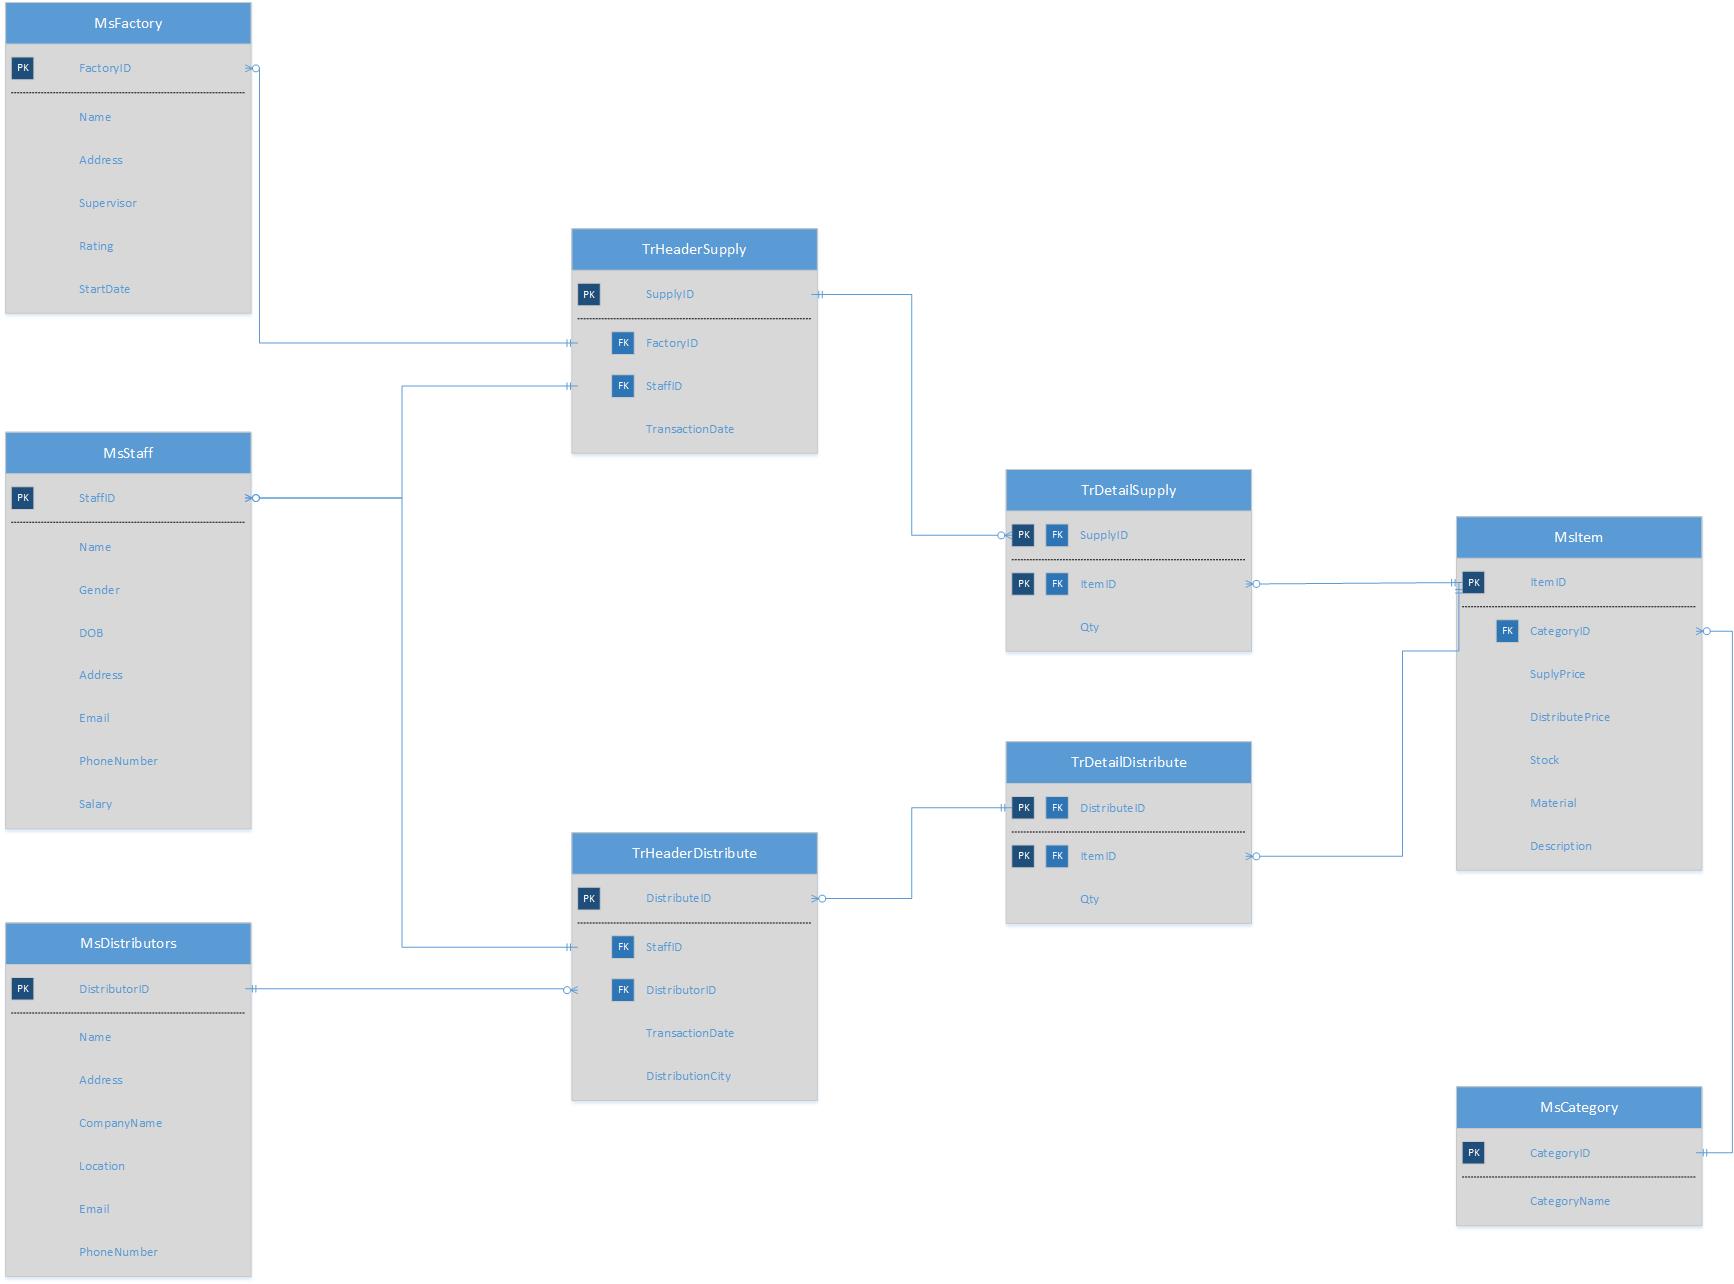 MsFactory
PK FactoryID
Name
Address
Supervisor
Rating
StartDate
MsStaff
PK StaffID
Name
Gender
DOB
Address
Email
PhoneNumber
Salary
MsDistributors
PK DistributorID
Name
Address
CompanyName
Location
Email
PhoneNumber
TrHeaderSupply
PK SupplyID
FK FactoryID
FK StaffID
TransactionDate
TrHeaderDistribute
PK DistributeID
FK StaffID
FK DistributorID
TransactionDate
DistributionCity
TrDetailSupply
PK FK SupplyID
PK FK ItemID
Qty
TrDetailDistribute
PK FK DistributeID
PK FK ItemID
Qty
MsItem
PK ItemID
FK CategoryID
SuplyPrice
DistributePrice
Stock
Material
Description
MsCategory
PK CategoryID
CategoryName